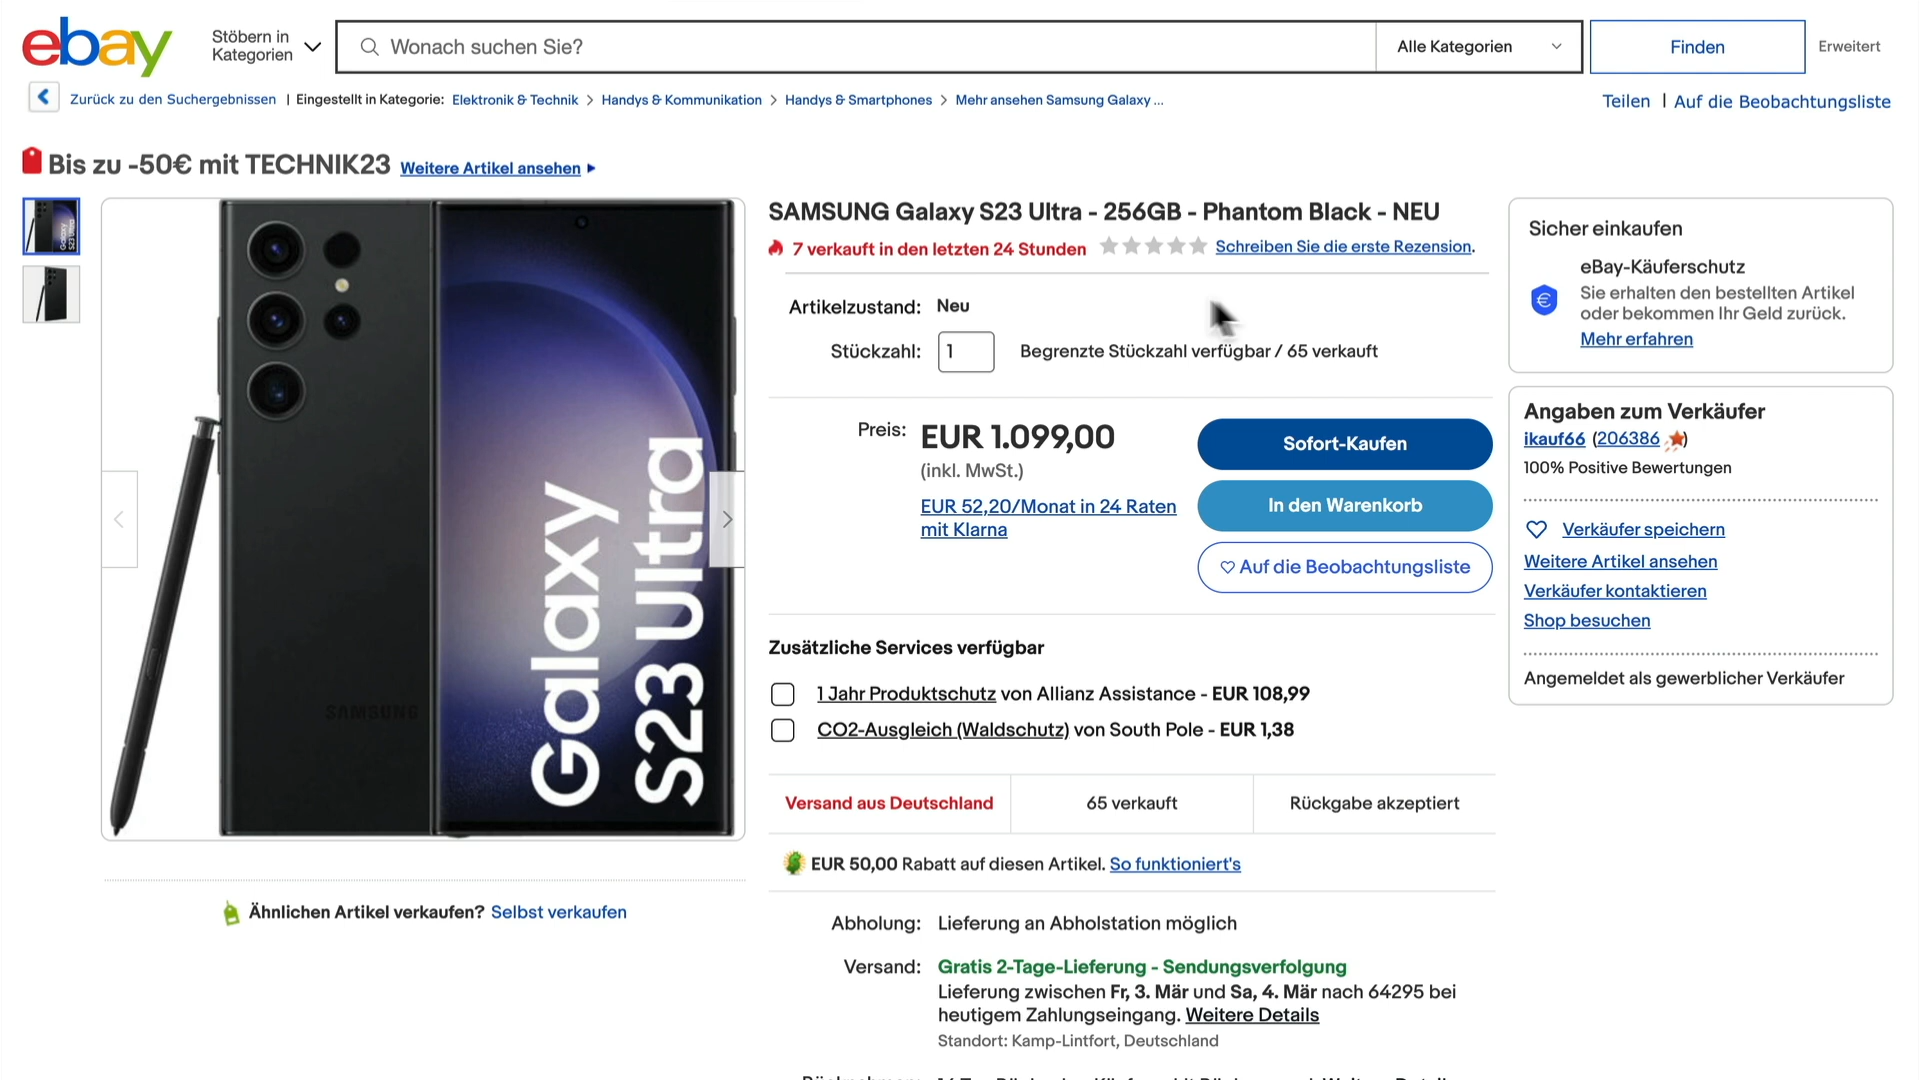 ebay
Stöbern in
Kategorien
Wonach suchen Sie?
Alle Kategorien
Finden
Erweitert
Zurück zu den Suchergebnissen | Eingestellt in Kategorie: Elektronik & Technik > Handys & Kommunikation > Handys & Smartphones > Mehr ansehen Samsung Galaxy ...
Teilen | Auf die Beobachtungsliste
Bis zu -50€ mit TECHNIK23 Weitere Artikel ansehen
SAMSUNG
Galaxy
S23 Ultra
Ähnlichen Artikel verkaufen? Selbst verkaufen
SAMSUNG Galaxy S23 Ultra - 256GB - Phantom Black - NEU
7 verkauft in den letzten 24 Stunden Schreiben Sie die erste Rezension.
Artikelzustand: Neu
Stückzahl: 1 Begrenzte Stückzahl verfügbar / 65 verkauft
Preis: EUR 1.099,00
(inkl. MwSt.)
EUR 52,20/Monat in 24 Raten
mit Klarna
Sofort-Kaufen
In den Warenkorb
Auf die Beobachtungsliste
Zusätzliche Services verfügbar
1 Jahr Produktschutz von Allianz Assistance - EUR 108,99
CO2-Ausgleich (Waldschutz) von South Pole - EUR 1,38
Versand aus Deutschland
65 verkauft
Rückgabe akzeptiert
EUR 50,00 Rabatt auf diesen Artikel. So funktioniert's
Abholung: Lieferung an Abholstation möglich
Versand: Gratis 2-Tage-Lieferung - Sendungsverfolgung
Lieferung zwischen Fr, 3. Mär und Sa, 4. Mär nach 64295 bei
heutigem Zahlungseingang. Weitere Details
Standort: Kamp-Lintfort, Deutschland
Sicher einkaufen
eBay-Käuferschutz
Sie erhalten den bestellten Artikel
oder bekommen Ihr Geld zurück.
Mehr erfahren
Angaben zum Verkäufer
ikauf66 (206386)
100% Positive Bewertungen
Verkäufer speichern
Weitere Artikel ansehen
Verkäufer kontaktieren
Shop besuchen
Angemeldet als gewerblicher Verkäufer